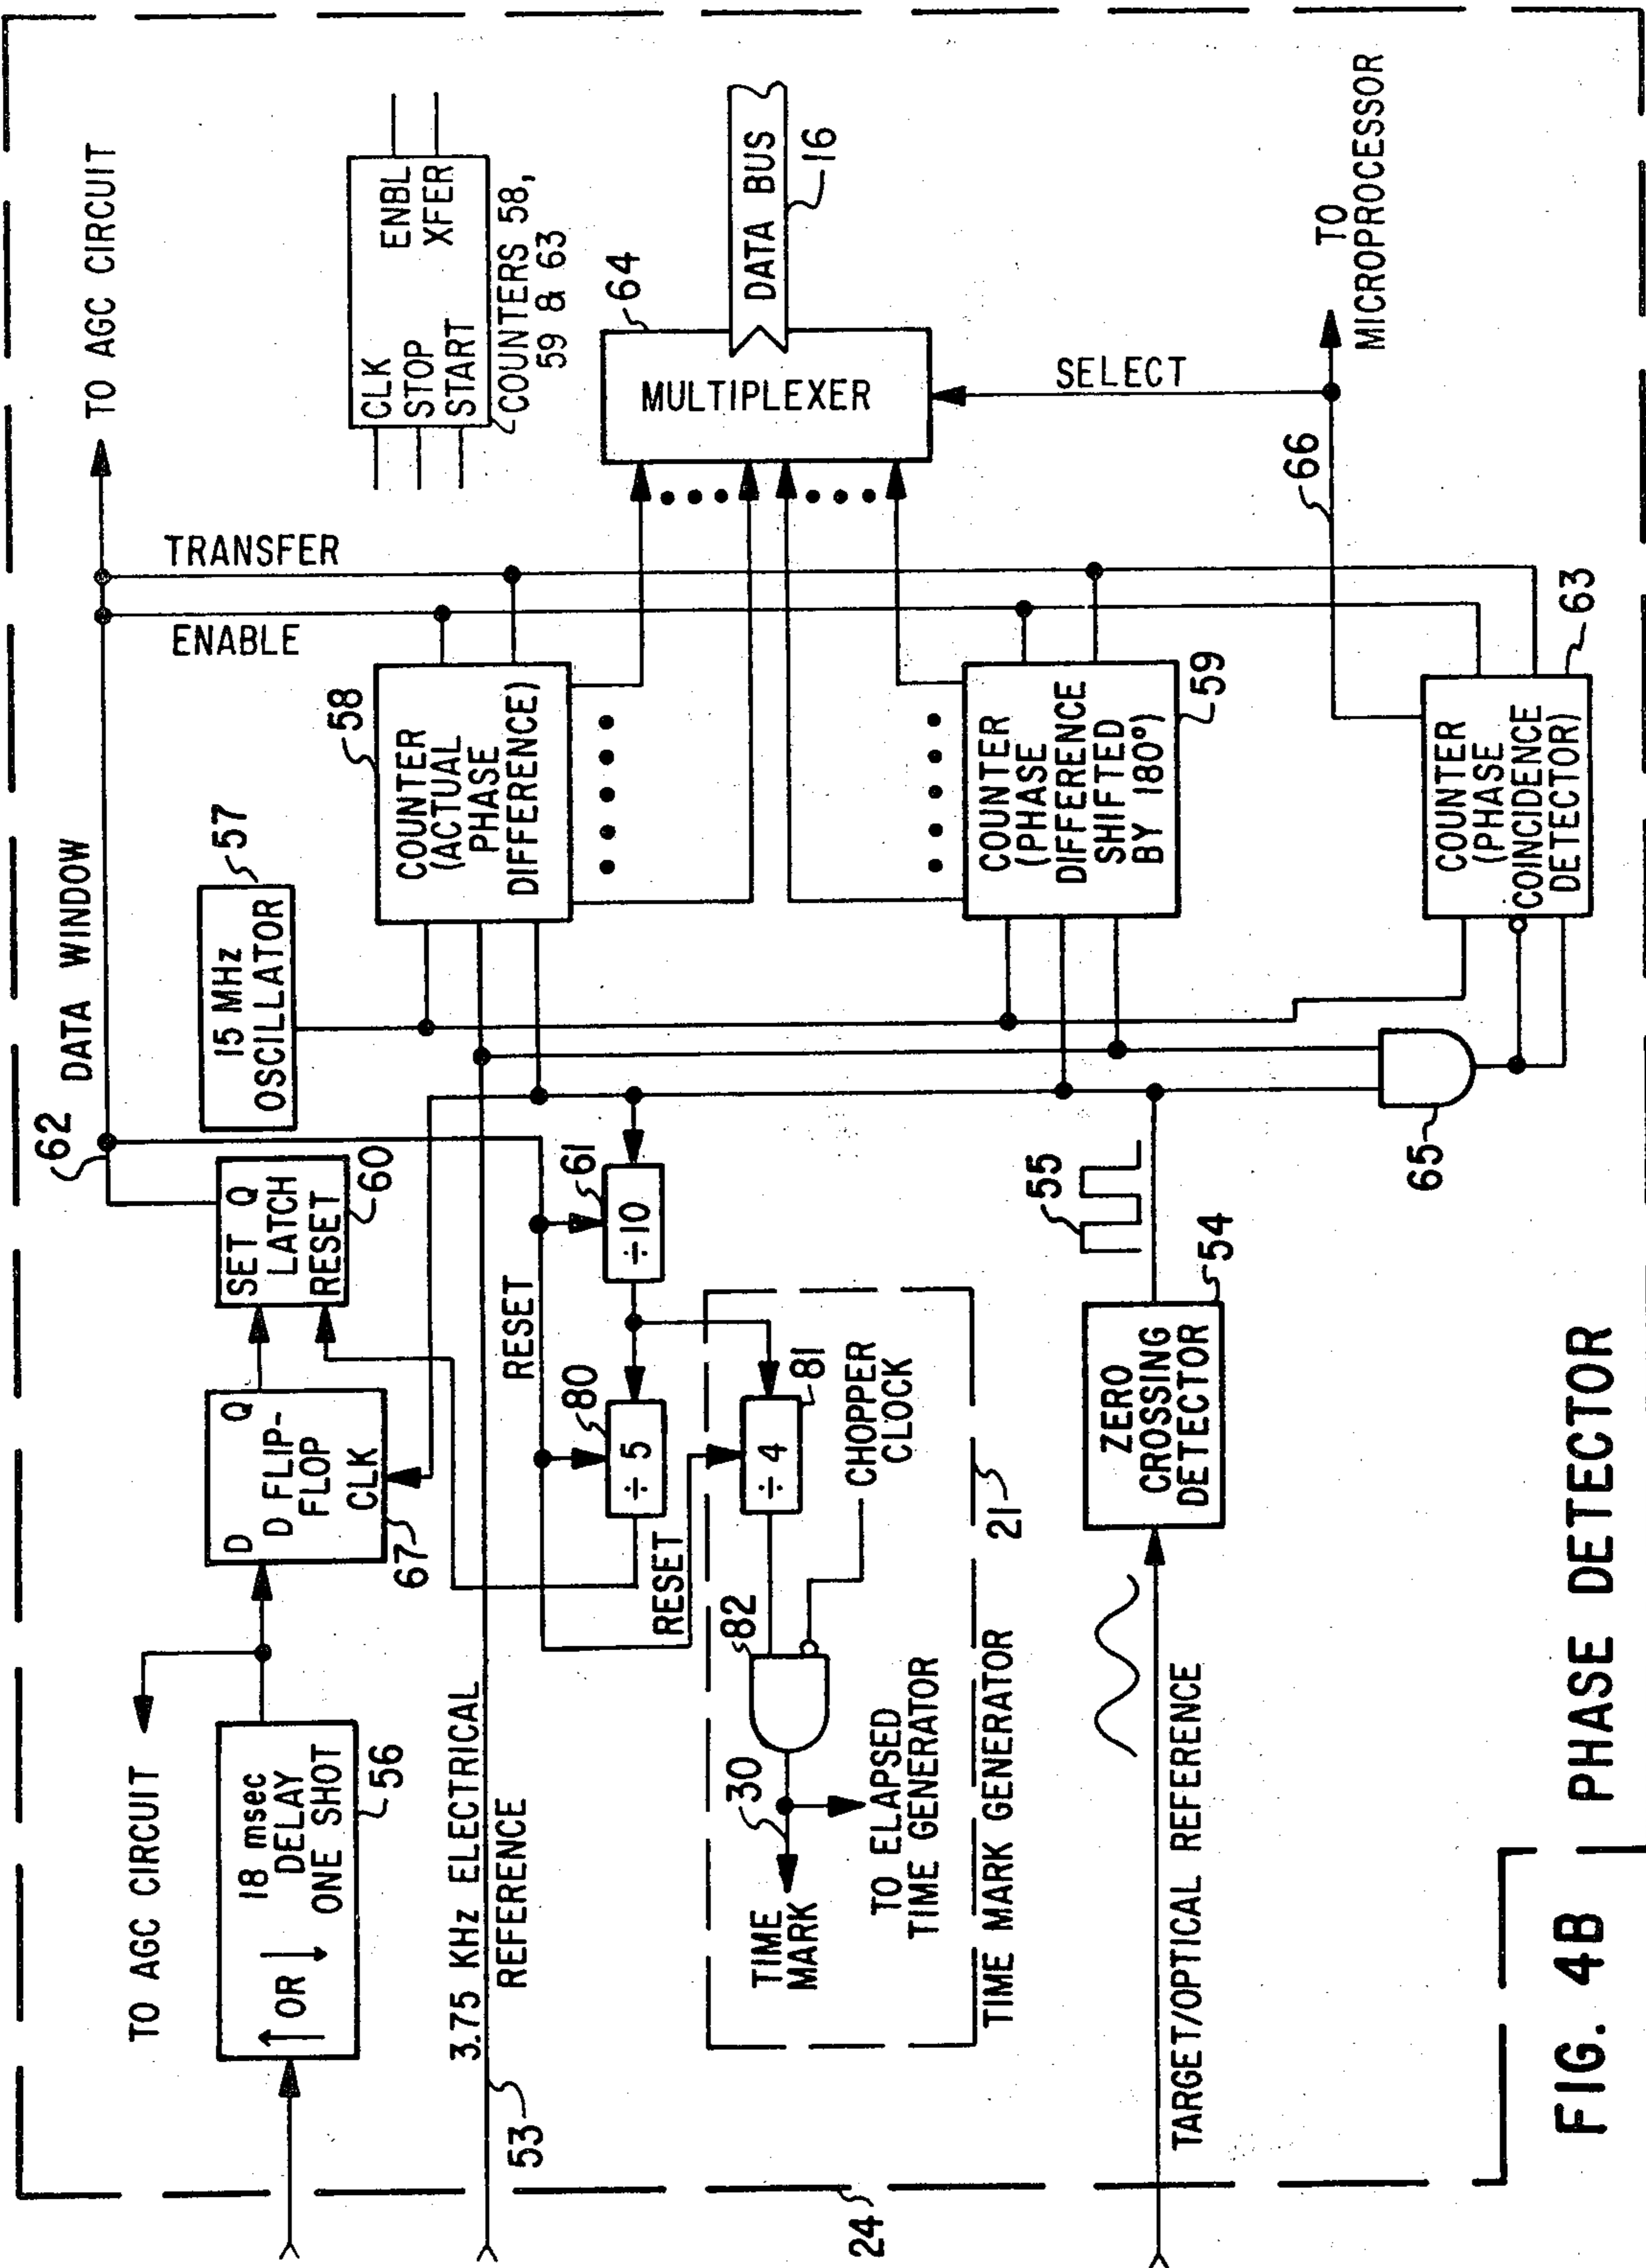 TO AGC CIRCUIT
18 msec
DELAY
ONE SHOT
↑ OR ↓
56
D
Q
D FLIP-
FLOP
CLK
67
SET Q
LATCH
RESET
60
62
DATA WINDOW
TO AGC CIRCUIT
15 MHz
OSCILLATOR
57
TRANSFER
ENABLE
58
COUNTER
(ACTUAL
PHASE
DIFFERENCE)
CLK
STOP
START
ENBL
XFER
COUNTERS 58,
59 & 63
64
MULTIPLEXER
DATA BUS
16
3.75 KHz ELECTRICAL
REFERENCE
53
RESET
61
÷10
80
÷ 5
RESET
81
÷ 4
CHOPPER
CLOCK
82
30
TIME
MARK
TO ELAPSED
TIME GENERATOR
21
TIME MARK GENERATOR
COUNTER
(PHASE
DIFFERENCE
SHIFTED
BY 180°)
59
SELECT
66
TO
MICROPROCESSOR
55
ZERO
CROSSING
DETECTOR
54
TARGET/OPTICAL REFERENCE
65
COUNTER
(PHASE
COINCIDENCE
DETECTOR)
63
24
FIG. 4B
PHASE DETECTOR